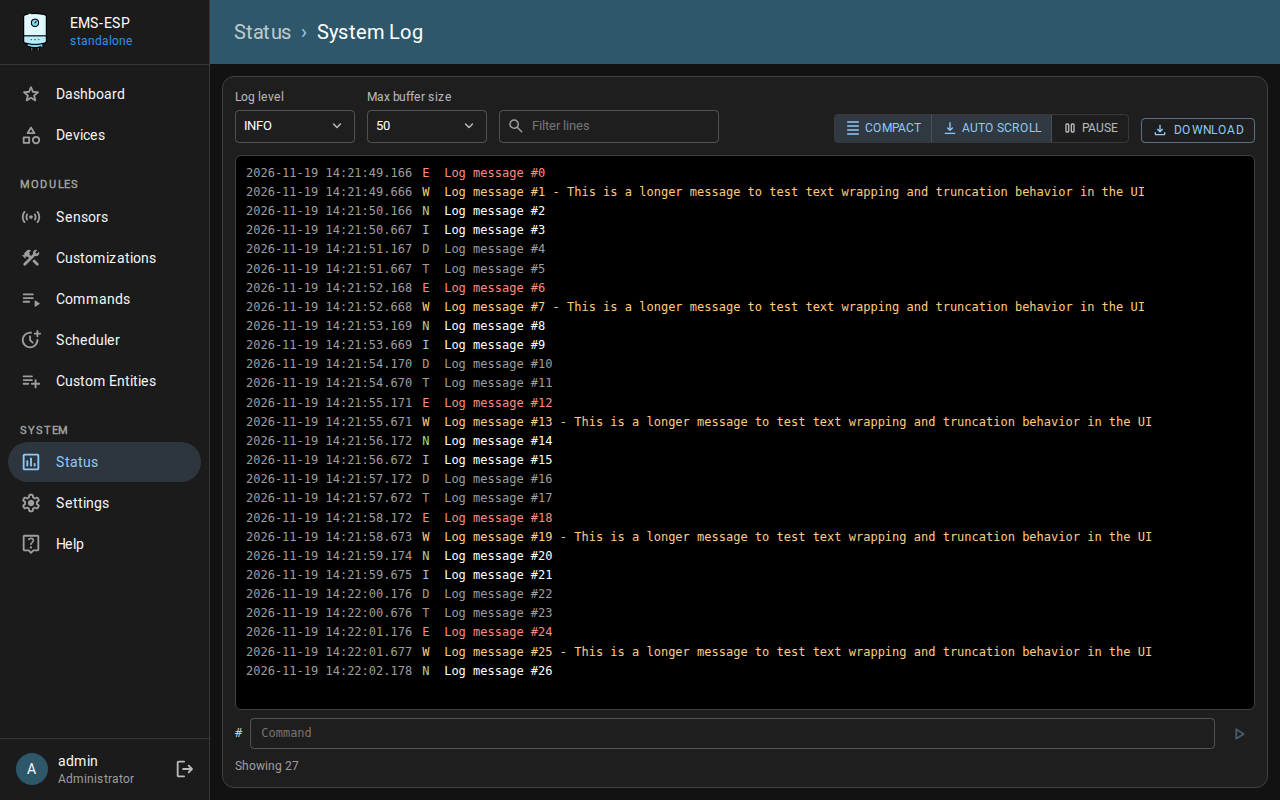 EMS-ESP
standalone
Dashboard
Devices
MODULES
Sensors
Customizations
Commands
Scheduler
Custom Entities
SYSTEM
Status
Settings
Help
A
admin
Administrator
Status › System Log
Log level
Max buffer size
INFO
50
Filter lines
COMPACT
AUTO SCROLL
PAUSE
DOWNLOAD
2026-11-19 14:21:49.166 E Log message #0
2026-11-19 14:21:49.666 W Log message #1 - This is a longer message to test text wrapping and truncation behavior in the UI
2026-11-19 14:21:50.166 N Log message #2
2026-11-19 14:21:50.667 I Log message #3
2026-11-19 14:21:51.167 D Log message #4
2026-11-19 14:21:51.667 T Log message #5
2026-11-19 14:21:52.168 E Log message #6
2026-11-19 14:21:52.668 W Log message #7 - This is a longer message to test text wrapping and truncation behavior in the UI
2026-11-19 14:21:53.169 N Log message #8
2026-11-19 14:21:53.669 I Log message #9
2026-11-19 14:21:54.170 D Log message #10
2026-11-19 14:21:54.670 T Log message #11
2026-11-19 14:21:55.171 E Log message #12
2026-11-19 14:21:55.671 W Log message #13 - This is a longer message to test text wrapping and truncation behavior in the UI
2026-11-19 14:21:56.172 N Log message #14
2026-11-19 14:21:56.672 I Log message #15
2026-11-19 14:21:57.172 D Log message #16
2026-11-19 14:21:57.672 T Log message #17
2026-11-19 14:21:58.172 E Log message #18
2026-11-19 14:21:58.673 W Log message #19 - This is a longer message to test text wrapping and truncation behavior in the UI
2026-11-19 14:21:59.174 N Log message #20
2026-11-19 14:21:59.675 I Log message #21
2026-11-19 14:22:00.176 D Log message #22
2026-11-19 14:22:00.676 T Log message #23
2026-11-19 14:22:01.176 E Log message #24
2026-11-19 14:22:01.677 W Log message #25 - This is a longer message to test text wrapping and truncation behavior in the UI
2026-11-19 14:22:02.178 N Log message #26
# Command
Showing 27